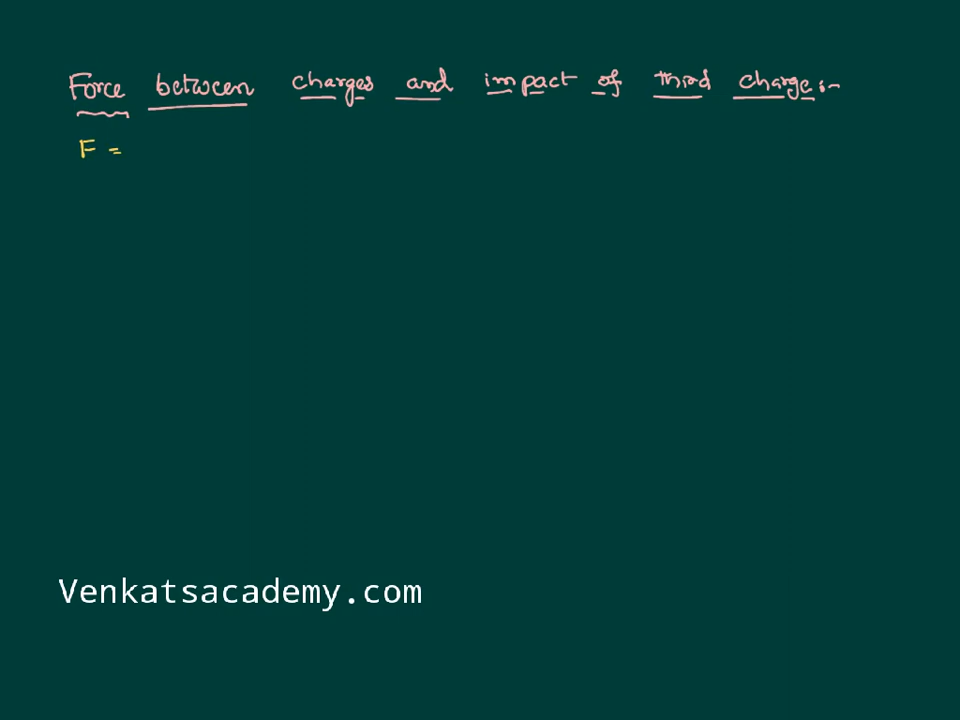 Force between charges and impact of third charge :-
F =
Venkatsacademy.com